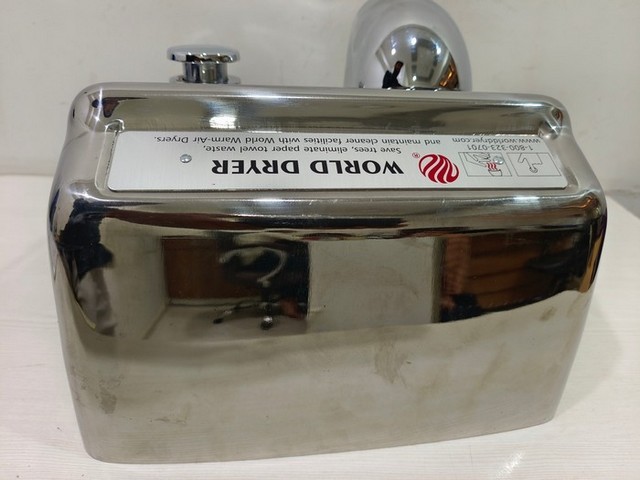 WORLD DRYER®
Save trees, eliminate paper towel waste,
and maintain cleaner facilities with World Warm-Air Dryers.
1-800-323-0701
www.worlddryer.com